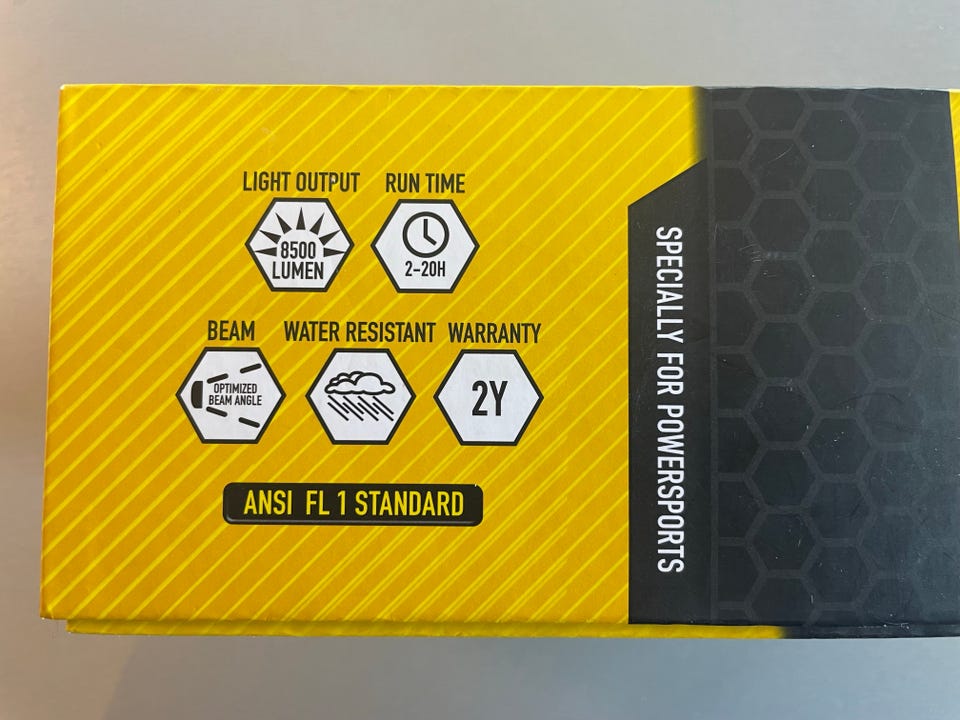 LIGHT OUTPUT RUN TIME
8500
LUMEN
2-20H
BEAM WATER RESISTANT WARRANTY
OPTIMIZED
BEAM ANGLE
2Y
ANSI FL 1 STANDARD
SPECIALLY FOR POWERSPORTS